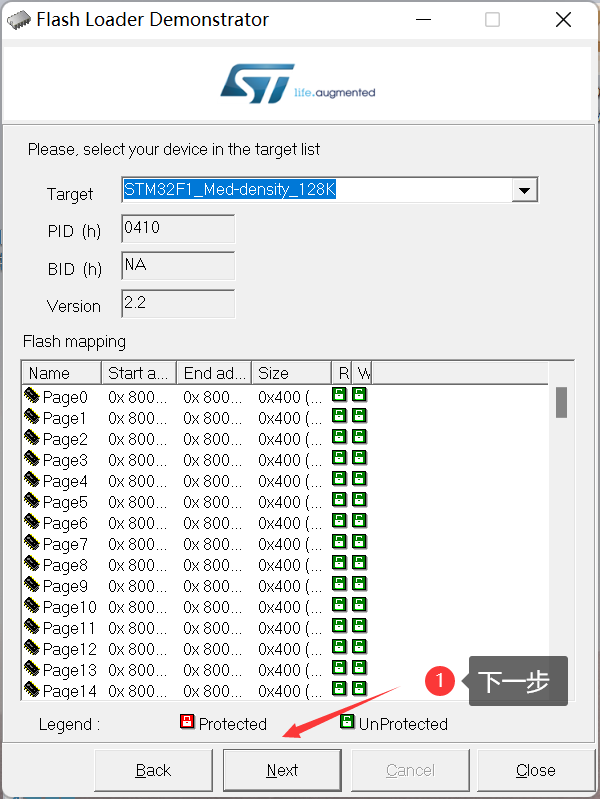 Flash Loader Demonstrator
life.augmented
Please, select your device in the target list
Target STM32F1_Med-density_128K
PID (h) 0410
BID (h) NA
Version 2.2
Flash mapping
Name Start a... End ad... Size R W
Page0 0x 800... 0x 800... 0x400 (...
Page1 0x 800... 0x 800... 0x400 (...
Page2 0x 800... 0x 800... 0x400 (...
Page3 0x 800... 0x 800... 0x400 (...
Page4 0x 800... 0x 800... 0x400 (...
Page5 0x 800... 0x 800... 0x400 (...
Page6 0x 800... 0x 800... 0x400 (...
Page7 0x 800... 0x 800... 0x400 (...
Page8 0x 800... 0x 800... 0x400 (...
Page9 0x 800... 0x 800... 0x400 (...
Page10 0x 800... 0x 800... 0x400 (...
Page11 0x 800... 0x 800... 0x400 (...
Page12 0x 800... 0x 800... 0x400 (...
Page13 0x 800... 0x 800... 0x400 (...
Page14 0x 800... 0x 800... 0x400 (...
1 下一步
Legend : Protected UnProtected
Back Next Cancel Close